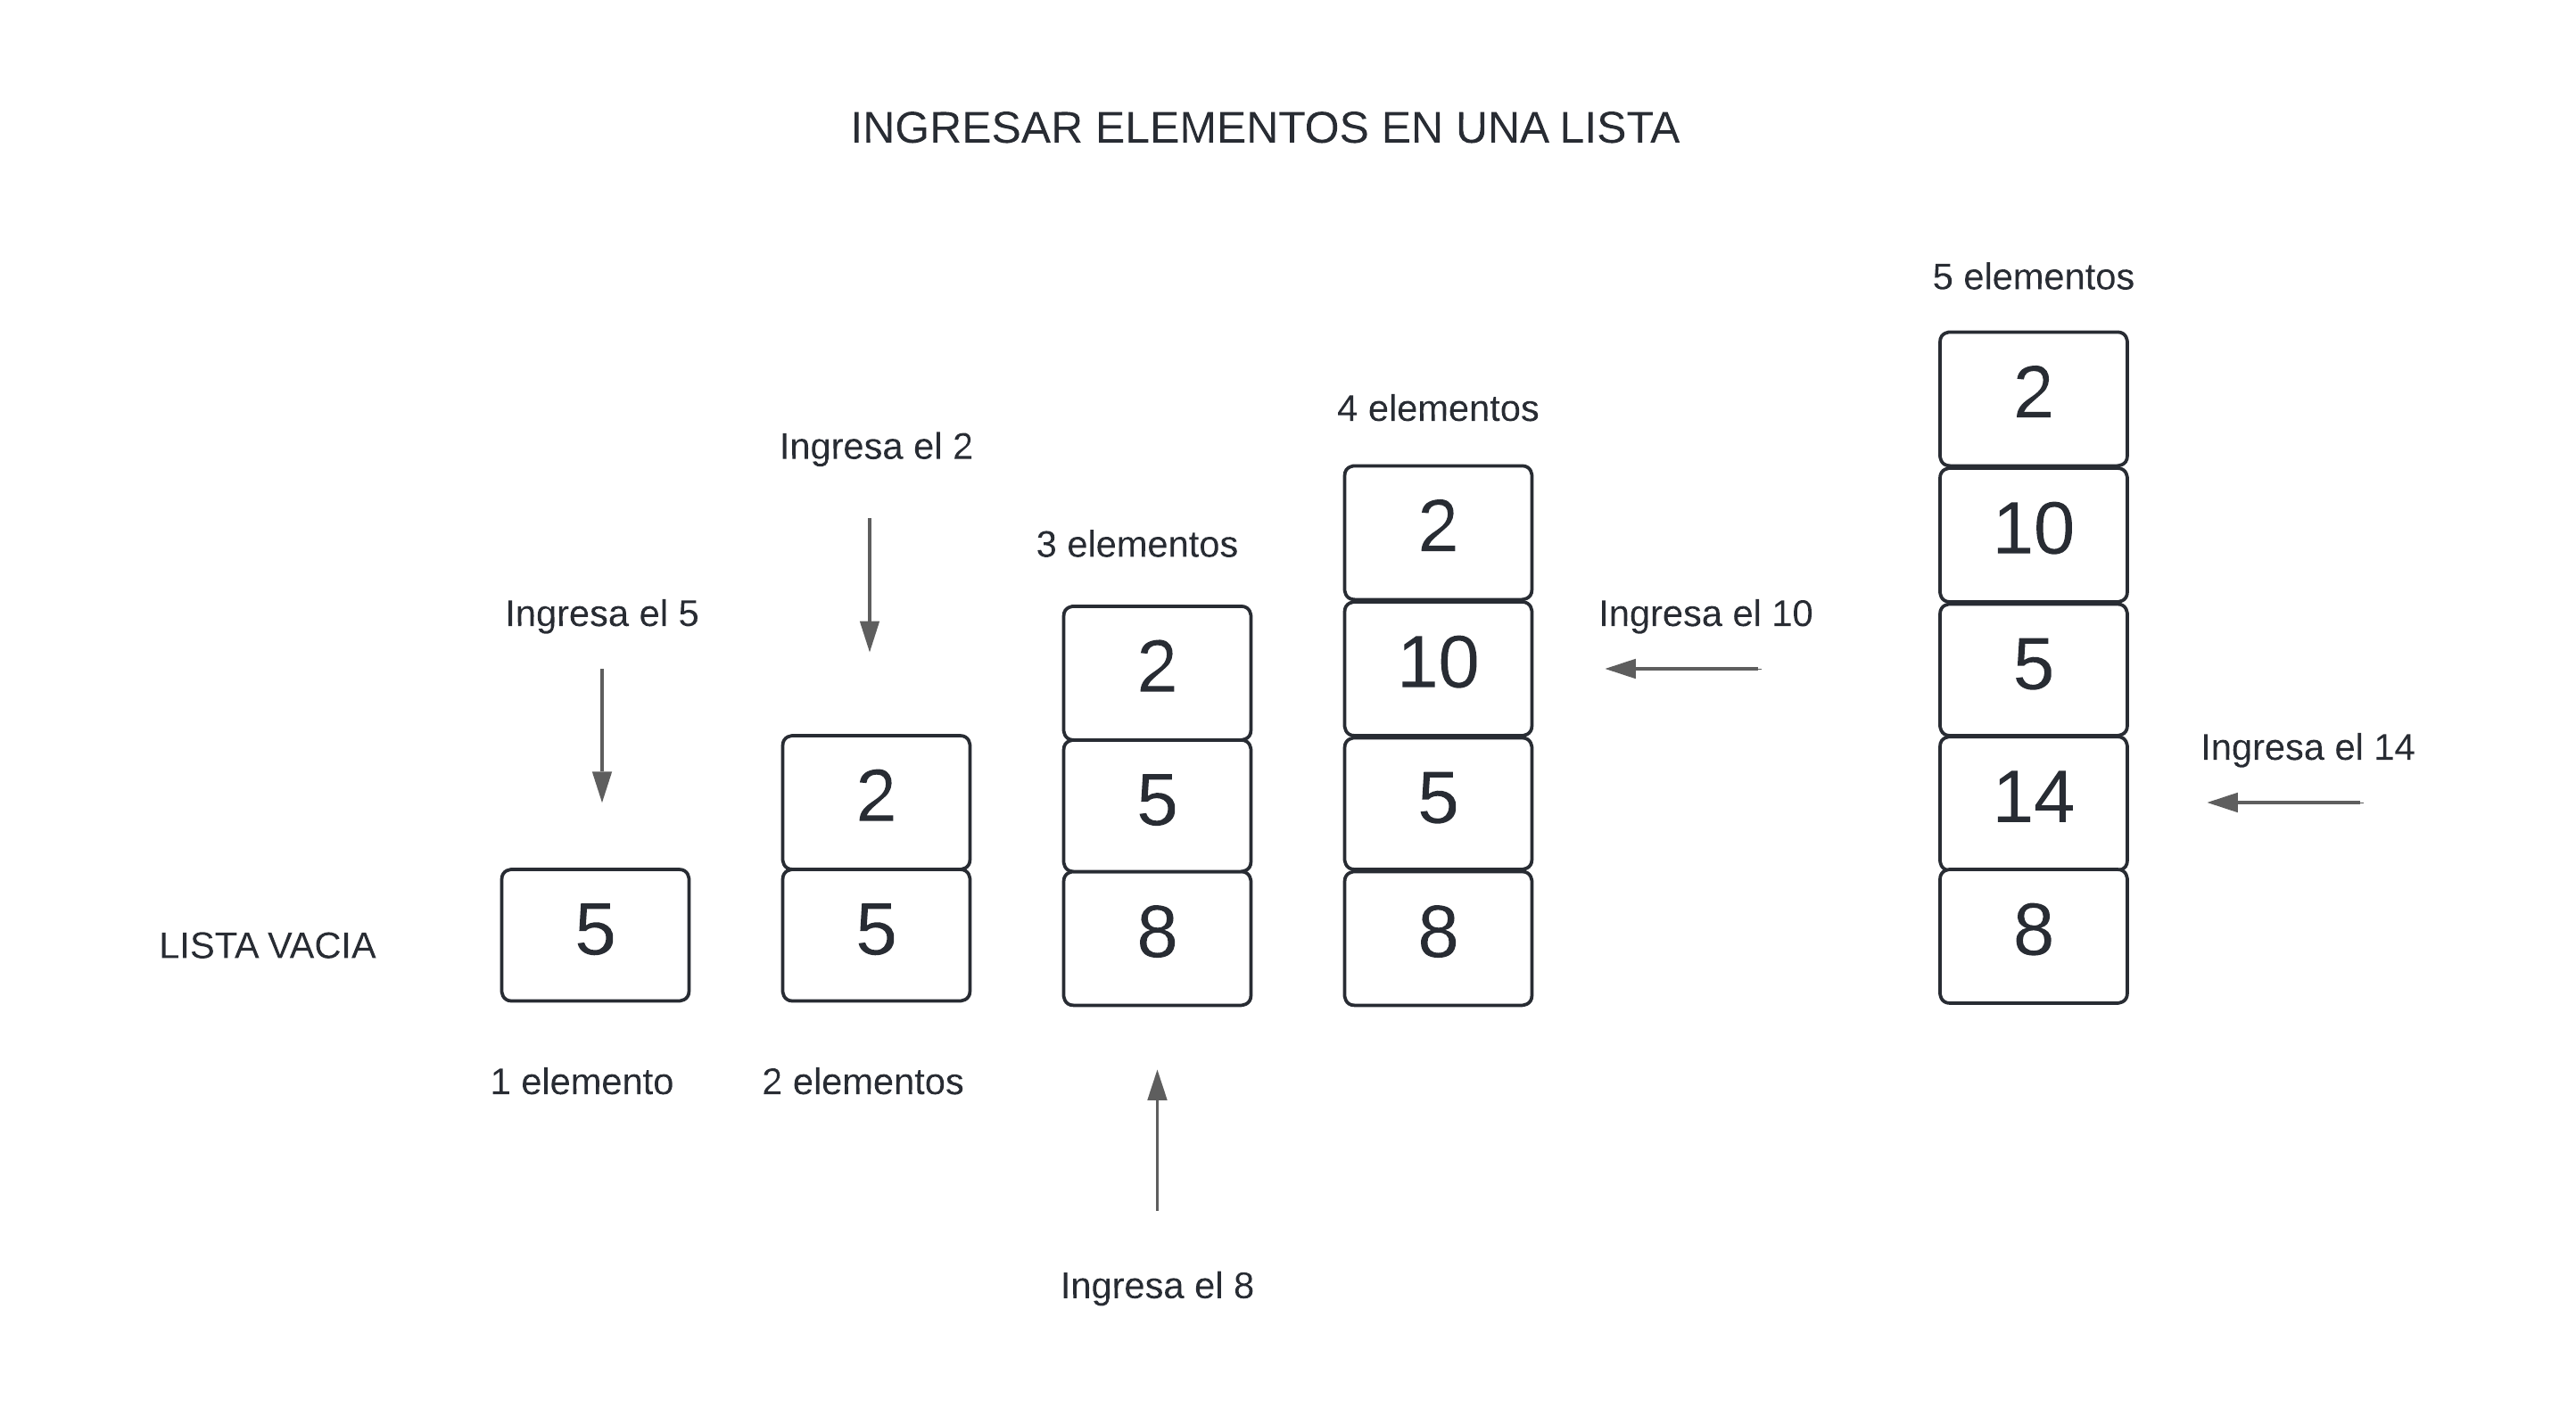 INGRESAR ELEMENTOS EN UNA LISTA
LISTA VACIA
Ingresa el 5
5
1 elemento
Ingresa el 2
2
5
2 elementos
3 elementos
2
5
8
Ingresa el 8
4 elementos
2
10
5
8
Ingresa el 10
5 elementos
2
10
5
14
8
Ingresa el 14